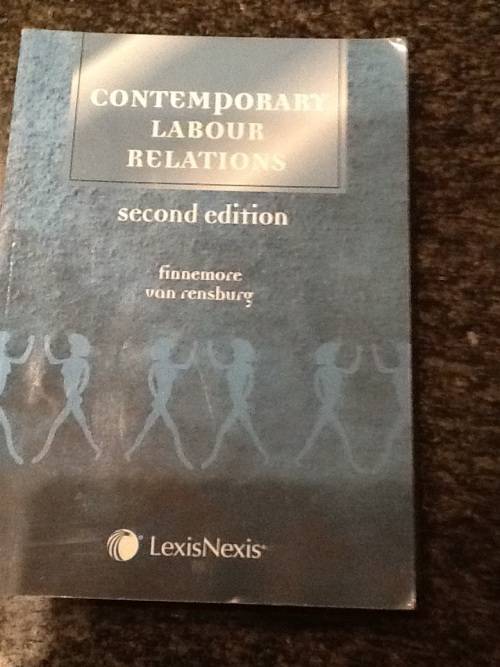 CONTEMPORARY
LABOUR
RELATIONS
second edition
finnemore
van rensburg
LexisNexis